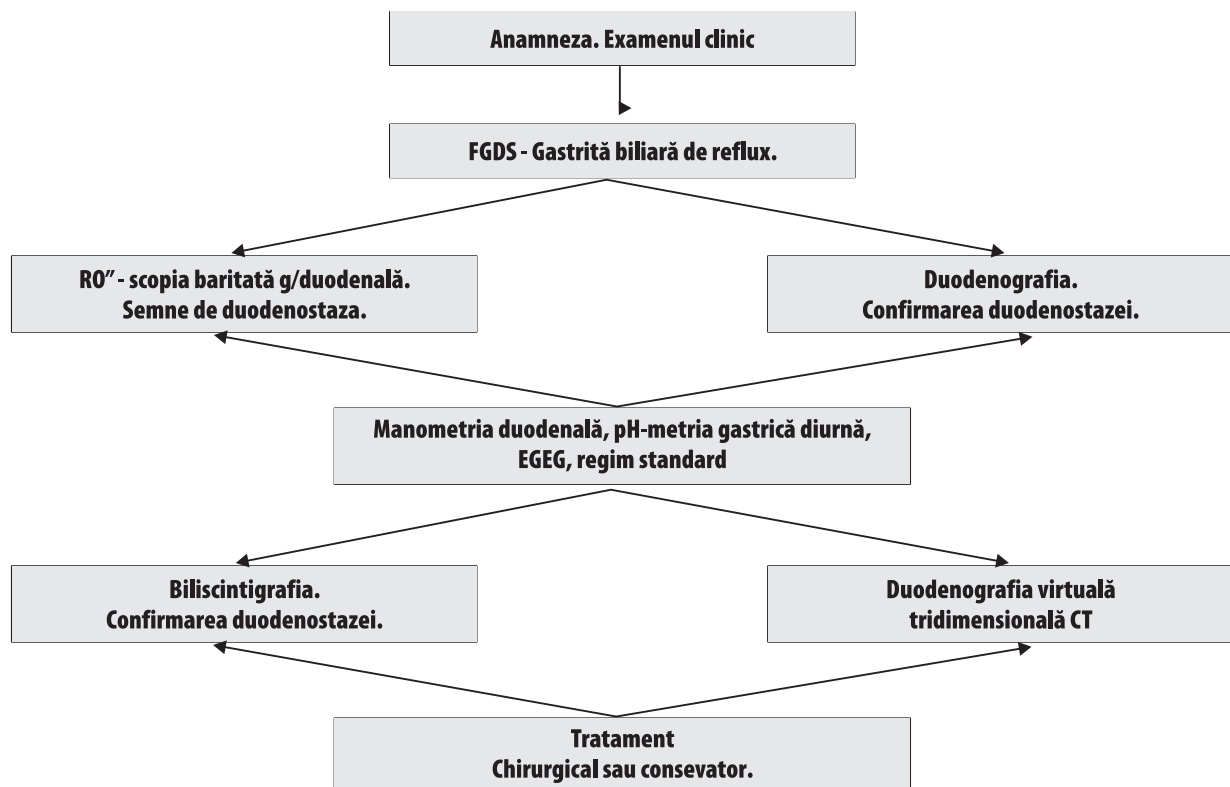 Anamneza. Examenul clinic
FGDS - Gastrită biliară de reflux.
RO” - scopia baritată g/duodenală.
Semne de duodenostaza.
Duodenografia.
Confirmarea duodenostazei.
Manometria duodenală, pH-metria gastrică diurnă,
EGEG, regim standard
Biliscintigrafia.
Confirmarea duodenostazei.
Duodenografia virtuală
tridimensională CT
Tratament
Chirurgical sau consevator.